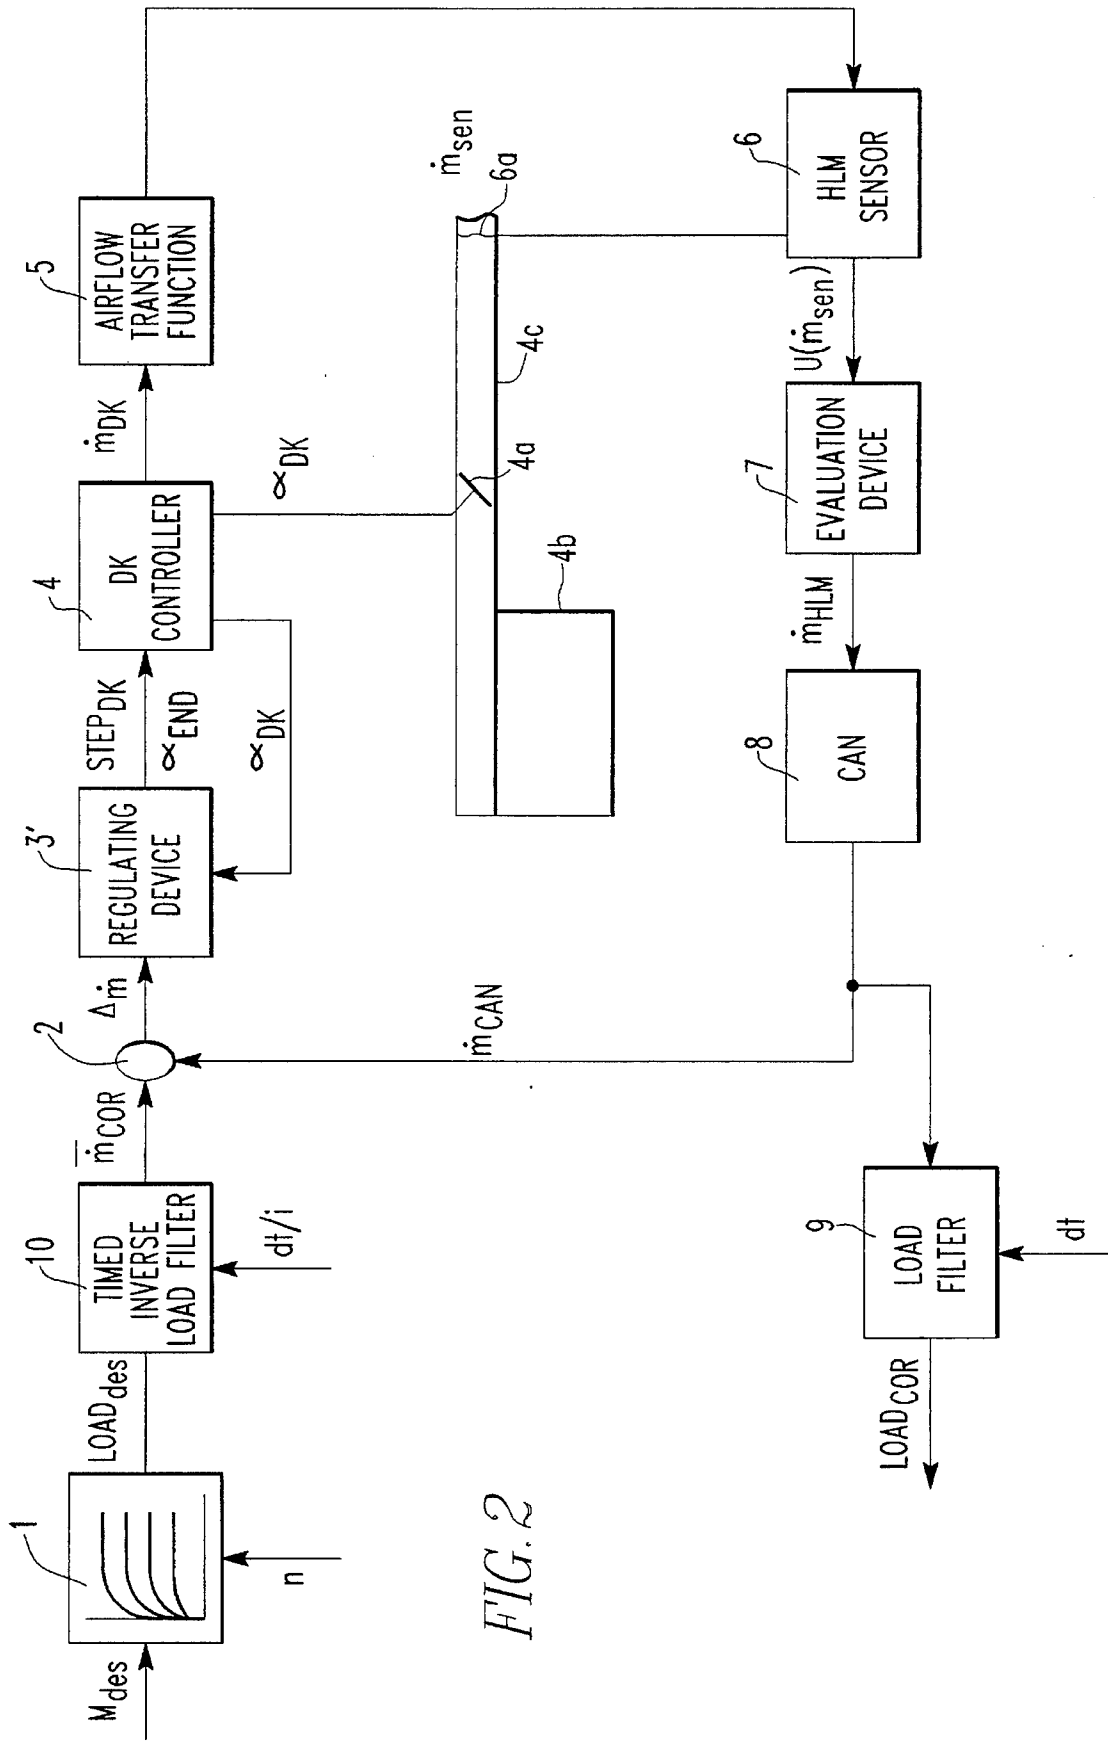 M_des
1
n
LOAD_des
10
TIMED
INVERSE
LOAD FILTER
dt/i
ṁ̅_COR
2
Δṁ
3'
REGULATING
DEVICE
STEP_DK
∝_END
∝_DK
4
DK
CONTROLLER
∝_DK
ṁ_DK
5
AIRFLOW
TRANSFER
FUNCTION
ṁ_sen
6a
4a
4c
4b
6
HLM
SENSOR
U(ṁ_sen)
7
EVALUATION
DEVICE
ṁ_HLM
8
CAN
ṁ_CAN
9
LOAD
FILTER
dt
LOAD_COR
FIG. 2